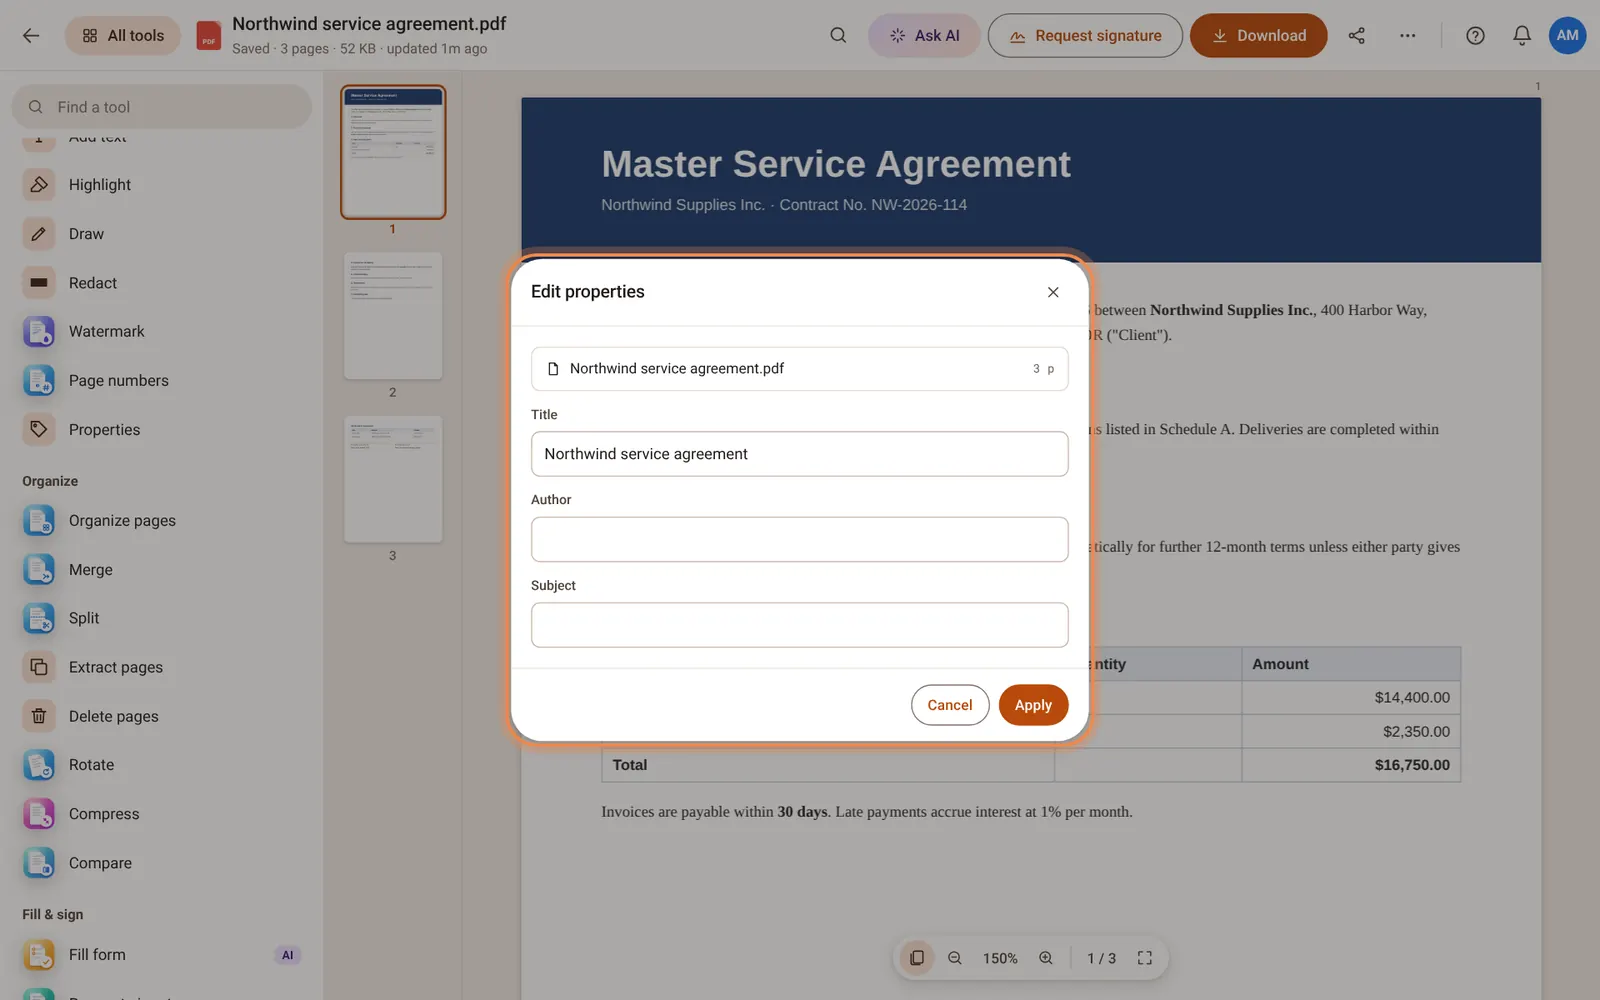 All tools
PDF
Northwind service agreement.pdf
Saved · 3 pages · 52 KB · updated 1m ago
Ask AI
Request signature
Download
AM
Find a tool
Add text
Highlight
Draw
Redact
Watermark
Page numbers
Properties
Organize
Organize pages
Merge
Split
Extract pages
Delete pages
Rotate
Compress
Compare
Fill & sign
Fill form
AI
1
2
3
1
Master Service Agreement
Northwind Supplies Inc. · Contract No. NW-2026-114
between Northwind Supplies Inc., 400 Harbor Way,
OR ("Client").
listed in Schedule A. Deliveries are completed within
tically for further 12-month terms unless either party gives
ntity
Amount
$14,400.00
$2,350.00
Total
$16,750.00
Invoices are payable within 30 days. Late payments accrue interest at 1% per month.
Edit properties
Northwind service agreement.pdf
3 p
Title
Northwind service agreement
Author
Subject
Cancel
Apply
150%
1 / 3